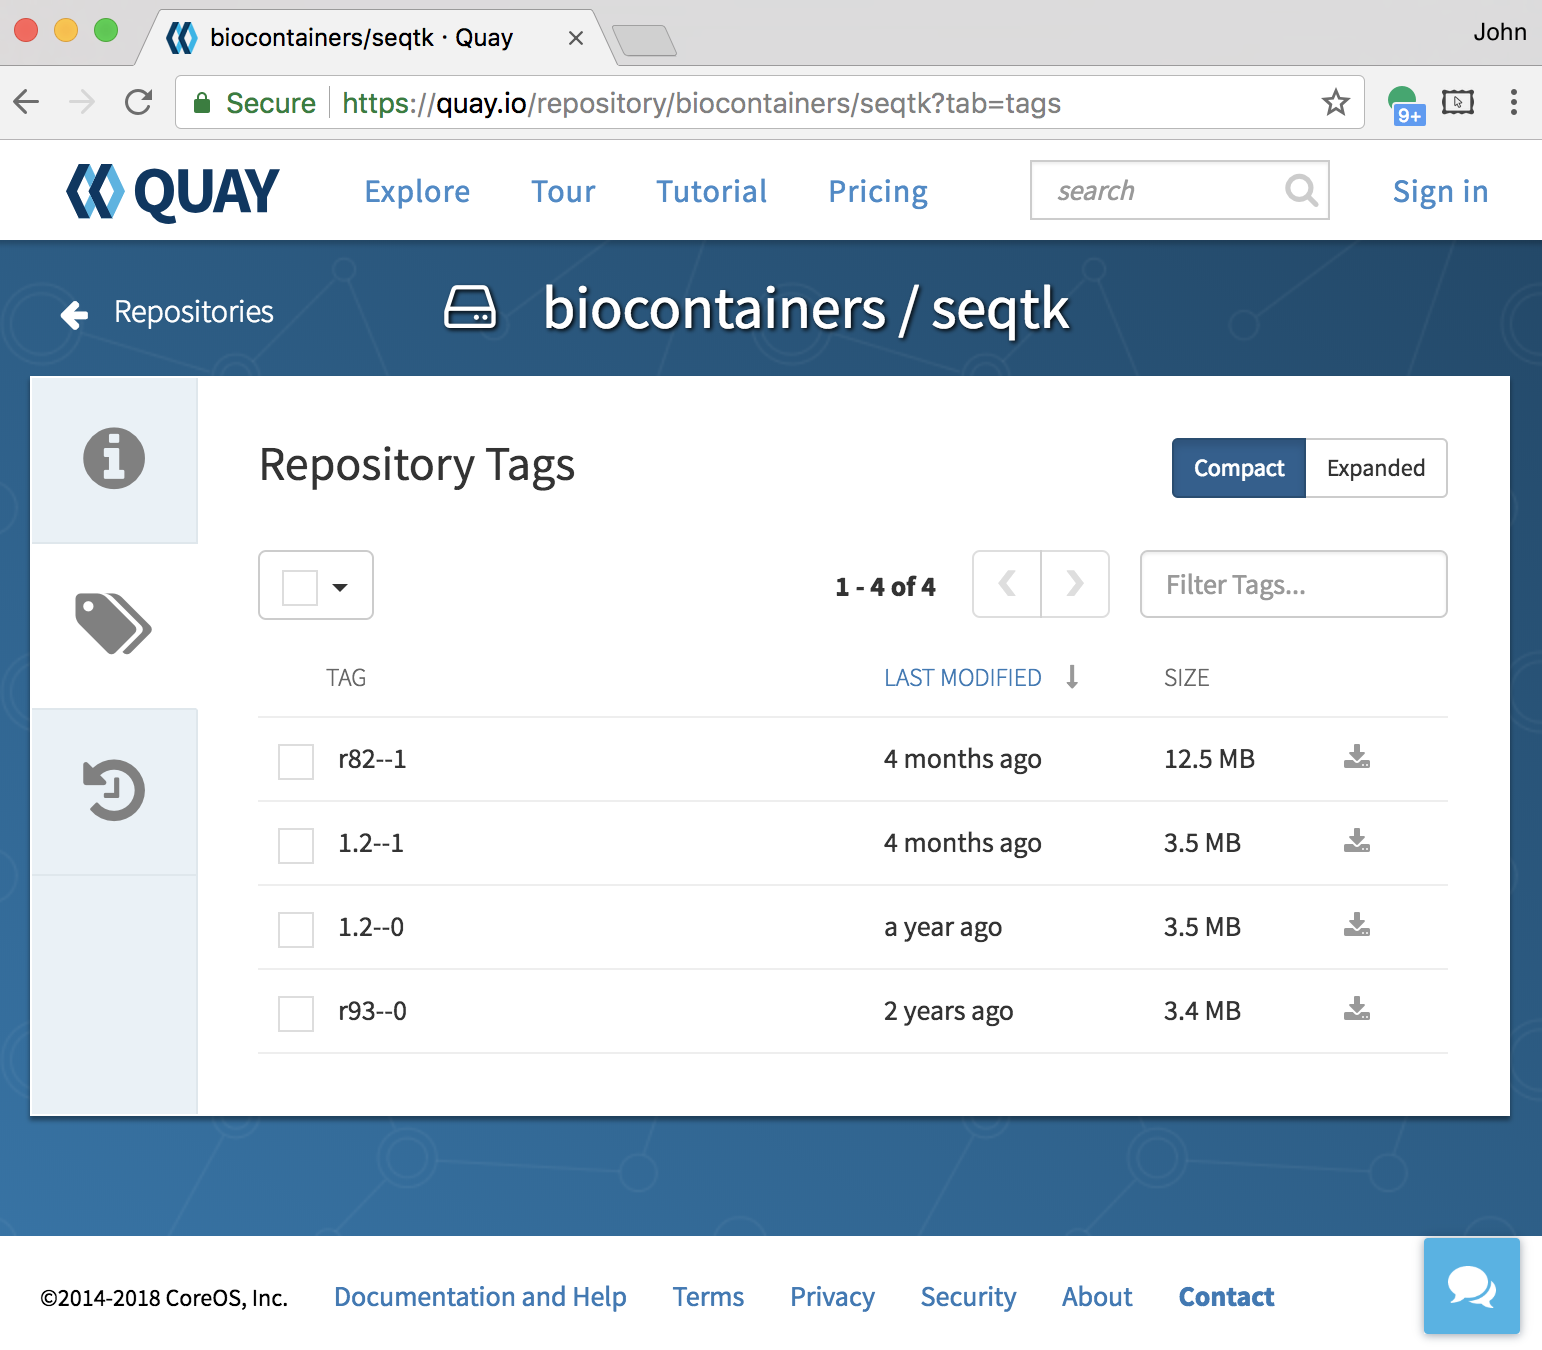 biocontainers/seqtk · Quay
John
Secure https://quay.io/repository/biocontainers/seqtk?tab=tags
9+
QUAY Explore Tour Tutorial Pricing search Sign in
Repositories biocontainers / seqtk
Repository Tags Compact Expanded
1 - 4 of 4 Filter Tags...
TAG LAST MODIFIED SIZE
r82--1 4 months ago 12.5 MB
1.2--1 4 months ago 3.5 MB
1.2--0 a year ago 3.5 MB
r93--0 2 years ago 3.4 MB
©2014-2018 CoreOS, Inc. Documentation and Help Terms Privacy Security About Contact